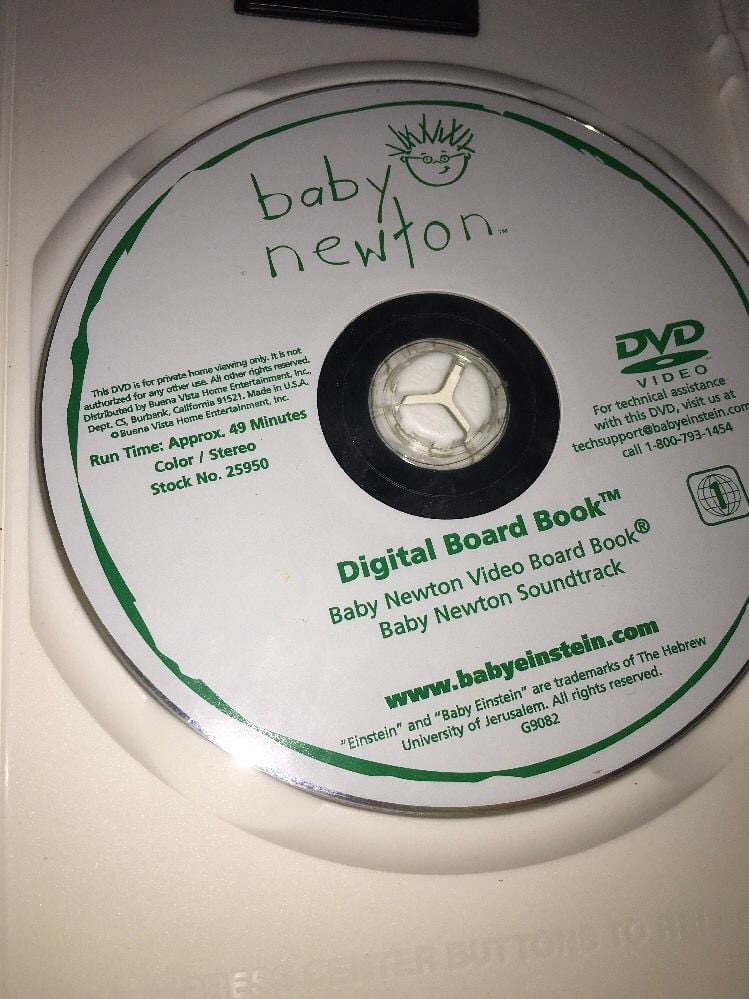 baby
newton™
This DVD is for private home viewing only. It is not
authorized for any other use. All other rights reserved.
Distributed by Buena Vista Home Entertainment, Inc.,
Dept. CS, Burbank, California 91521. Made in U.S.A.
© Buena Vista Home Entertainment, Inc.
Run Time: Approx. 49 Minutes
Color / Stereo
Stock No. 25950
DVD
VIDEO
For technical assistance
with this DVD, visit us at
techsupport@babyeinstein.com
call 1-800-793-1454
1
Digital Board Book™
Baby Newton Video Board Book®
Baby Newton Soundtrack
www.babyeinstein.com
"Einstein" and "Baby Einstein" are trademarks of The Hebrew
University of Jerusalem. All rights reserved.
G9082
CENTER BUTTONS TO